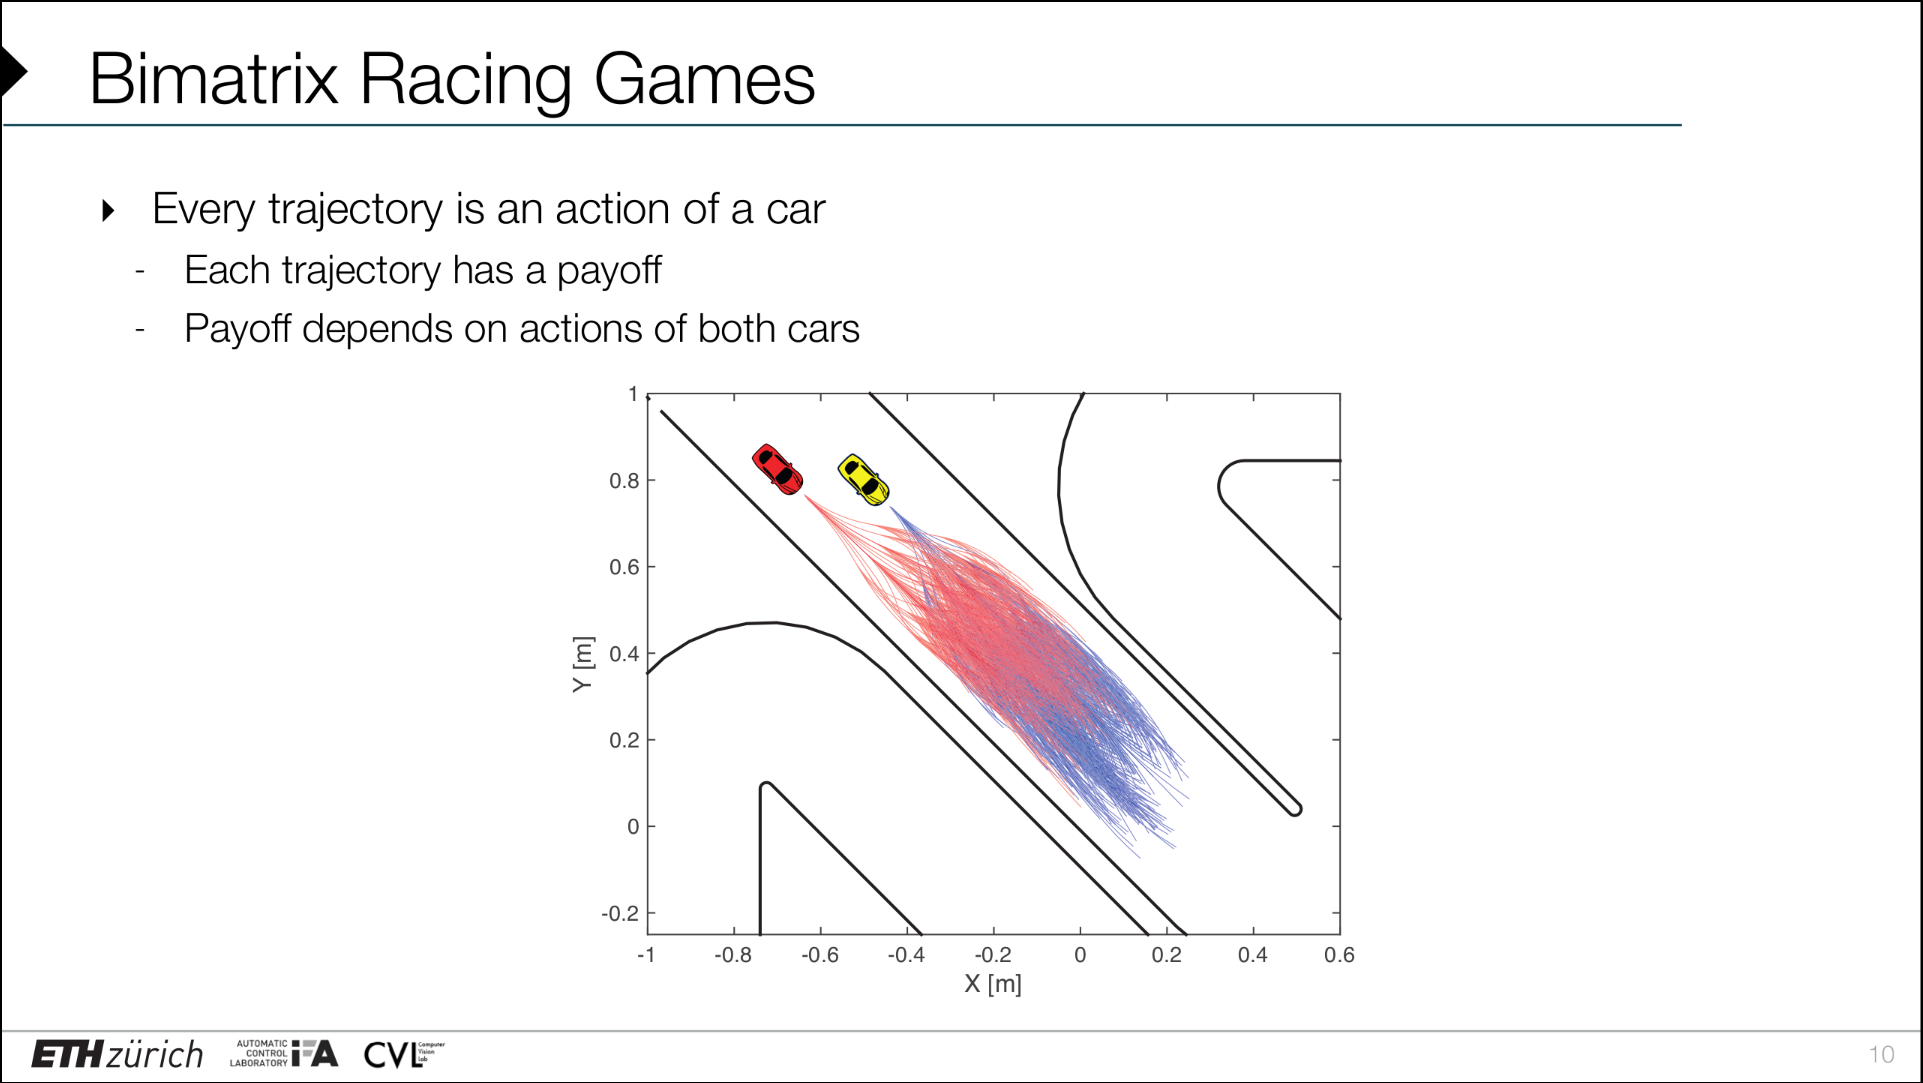 Bimatrix Racing Games
Every trajectory is an action of a car
- Each trajectory has a payoff
- Payoff depends on actions of both cars
1
0.8
0.6
0.4
0.2
0
-0.2
Y [m]
-1 -0.8 -0.6 -0.4 -0.2 0 0.2 0.4 0.6
X [m]
ETH zürich
AUTOMATIC
CONTROL
LABORATORY
IfA
CVL
Computer
Vision
Lab
10